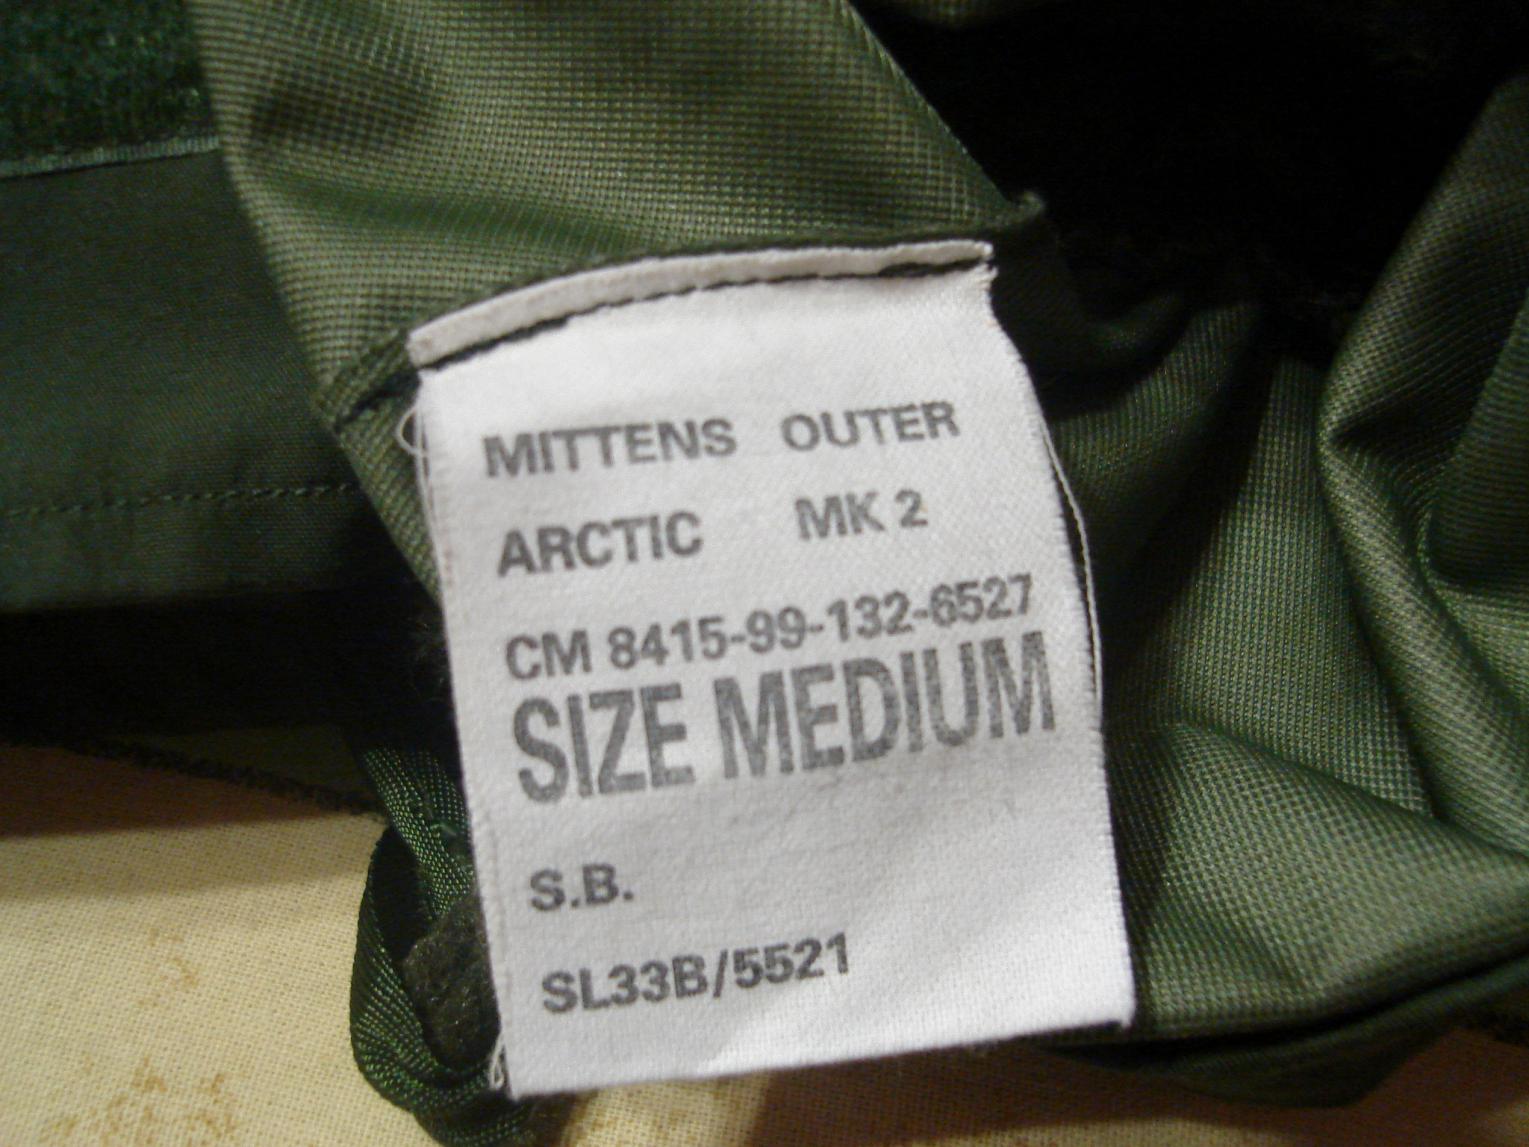 MITTENS OUTER
ARCTIC MK 2
CM 8415-99-132-6527
SIZE MEDIUM
S.B.
SL33B/5521